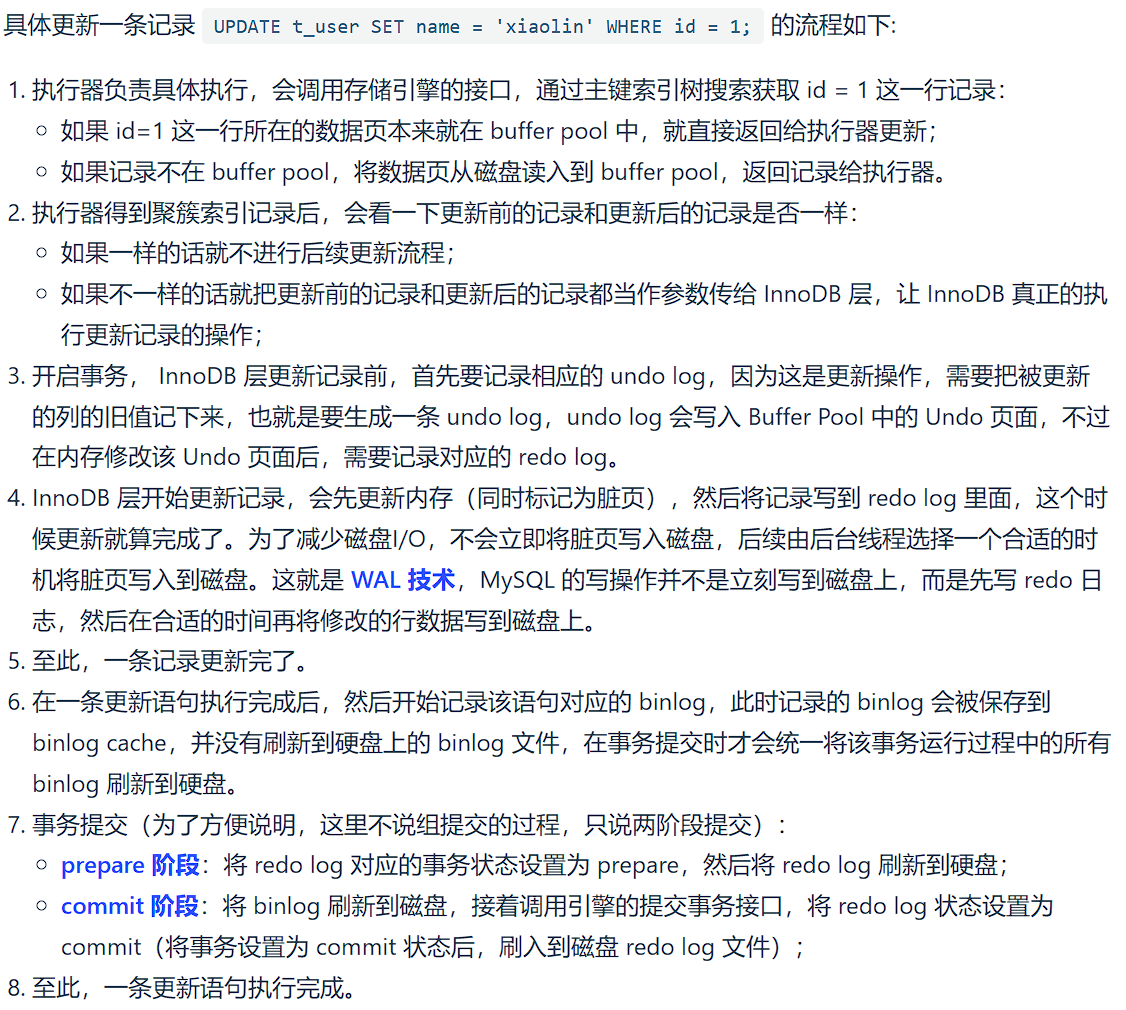 具体更新一条记录 UPDATE t_user SET name = 'xiaolin' WHERE id = 1; 的流程如下:
1. 执行器负责具体执行，会调用存储引擎的接口，通过主键索引树搜索获取 id = 1 这一行记录：
○ 如果 id=1 这一行所在的数据页本来就在 buffer pool 中，就直接返回给执行器更新；
○ 如果记录不在 buffer pool，将数据页从磁盘读入到 buffer pool，返回记录给执行器。
2. 执行器得到聚簇索引记录后，会看一下更新前的记录和更新后的记录是否一样：
○ 如果一样的话就不进行后续更新流程；
○ 如果不一样的话就把更新前的记录和更新后的记录都当作参数传给 InnoDB 层，让 InnoDB 真正的执
行更新记录的操作；
3. 开启事务， InnoDB 层更新记录前，首先要记录相应的 undo log，因为这是更新操作，需要把被更新
的列的旧值记下来，也就是要生成一条 undo log，undo log 会写入 Buffer Pool 中的 Undo 页面，不过
在内存修改该 Undo 页面后，需要记录对应的 redo log。
4. InnoDB 层开始更新记录，会先更新内存（同时标记为脏页），然后将记录写到 redo log 里面，这个时
候更新就算完成了。为了减少磁盘I/O，不会立即将脏页写入磁盘，后续由后台线程选择一个合适的时
机将脏页写入到磁盘。这就是 WAL 技术，MySQL 的写操作并不是立刻写到磁盘上，而是先写 redo 日
志，然后在合适的时间再将修改的行数据写到磁盘上。
5. 至此，一条记录更新完了。
6. 在一条更新语句执行完成后，然后开始记录该语句对应的 binlog，此时记录的 binlog 会被保存到
binlog cache，并没有刷新到硬盘上的 binlog 文件，在事务提交时才会统一将该事务运行过程中的所有
binlog 刷新到硬盘。
7. 事务提交（为了方便说明，这里不说组提交的过程，只说两阶段提交）：
○ prepare 阶段：将 redo log 对应的事务状态设置为 prepare，然后将 redo log 刷新到硬盘；
○ commit 阶段：将 binlog 刷新到磁盘，接着调用引擎的提交事务接口，将 redo log 状态设置为
commit（将事务设置为 commit 状态后，刷入到磁盘 redo log 文件）；
8. 至此，一条更新语句执行完成。